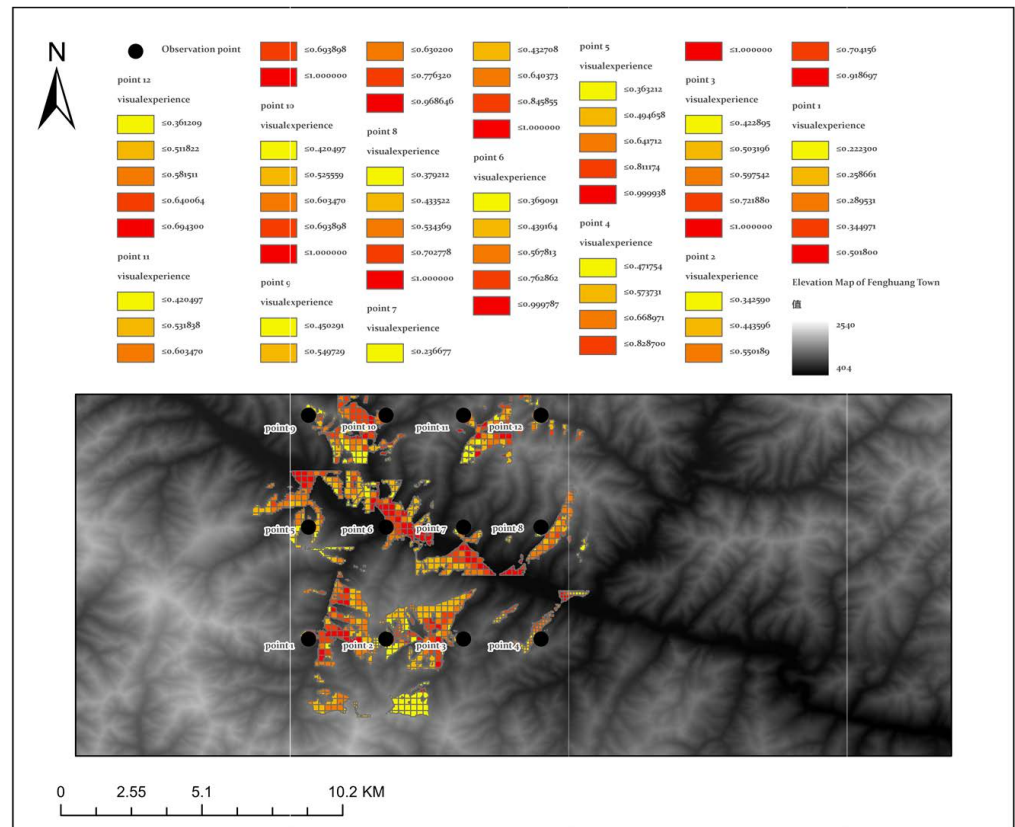 N
Observation point
point 12
visualexperience
≤0.361209
≤0.511822
≤0.581511
≤0.640064
≤0.694300
point 11
visualexperience
≤0.420497
≤0.531838
≤0.603470
≤0.693898
≤1.000000
point 10
visualexperience
≤0.420497
≤0.525559
≤0.603470
≤0.693898
≤1.000000
point 9
visualexperience
≤0.450291
≤0.549729
≤0.630200
≤0.776320
≤0.968646
point 8
visualexperience
≤0.379212
≤0.433522
≤0.534369
≤0.702778
≤1.000000
point 7
visualexperience
≤0.236677
≤0.432708
≤0.640373
≤0.845855
≤1.000000
point 6
visualexperience
≤0.369091
≤0.439164
≤0.567813
≤0.762862
≤0.999787
point 5
visualexperience
≤0.363212
≤0.494658
≤0.641712
≤0.811174
≤0.999938
point 4
visualexperience
≤0.471754
≤0.573731
≤0.668971
≤0.828700
≤1.000000
point 3
visualexperience
≤0.422895
≤0.503196
≤0.597542
≤0.721880
≤1.000000
point 2
visualexperience
≤0.342590
≤0.443596
≤0.550189
≤0.704156
≤0.918697
point 1
visualexperience
≤0.222300
≤0.258661
≤0.289531
≤0.344971
≤0.501800
Elevation Map of Fenghuang Town
值
2540
404
point 9
point 10
point 11
point 12
point 5
point 6
point 7
point 8
point 1
point 2
point 3
point 4
0 2.55 5.1 10.2 KM